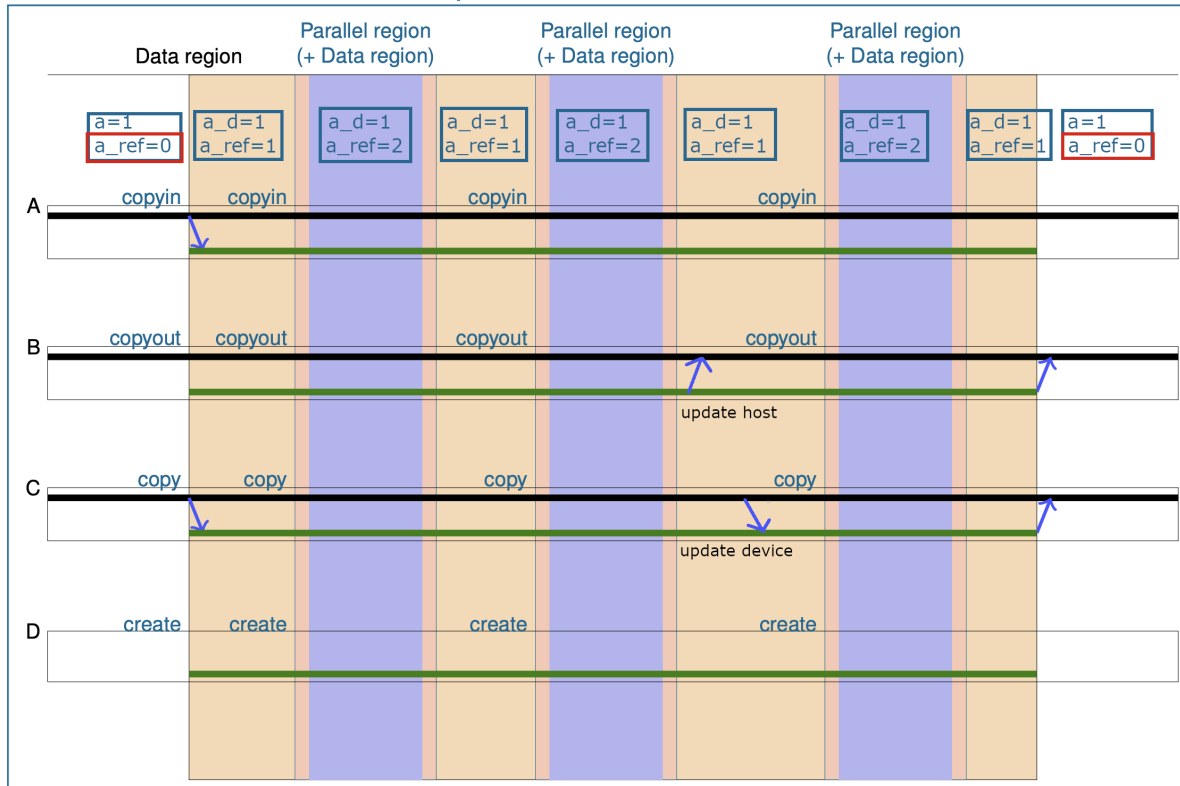 Parallel region Parallel region Parallel region
Data region (+ Data region) (+ Data region) (+ Data region)
a=1 a_d=1 a_d=1 a_d=1 a_d=1 a_d=1 a_d=1 a_d=1 a=1
a_ref=0 a_ref=1 a_ref=2 a_ref=1 a_ref=2 a_ref=1 a_ref=2 a_ref=1 a_ref=0
A copyin copyin copyin copyin
B copyout copyout copyout copyout
update host
C copy copy copy copy
update device
D create create create create